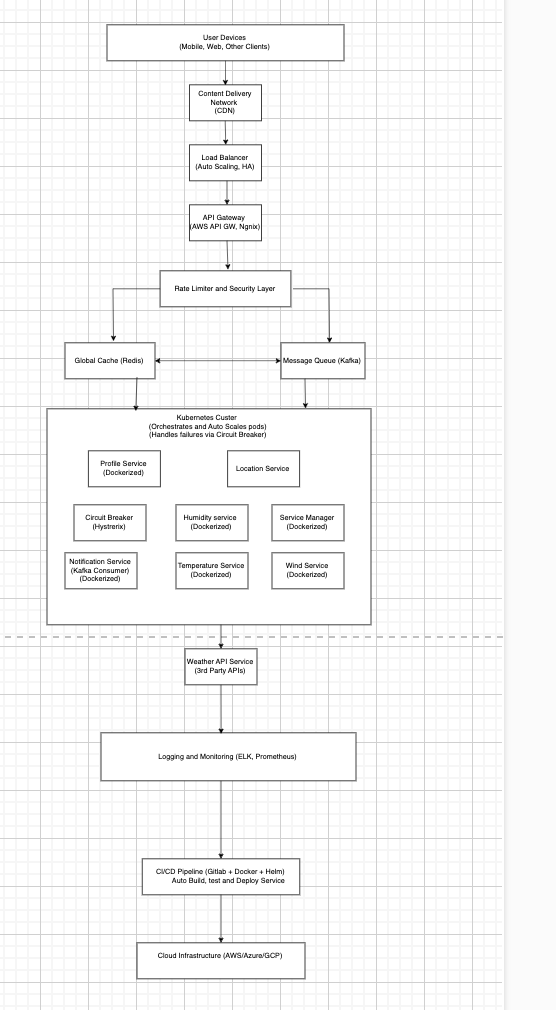 User Devices
(Mobile, Web, Other Clients)
Content Delivery
Network
(CDN)
Load Balancer
(Auto Scaling, HA)
API Gateway
(AWS API GW, Ngnix)
Rate Limiter and Security Layer
Global Cache (Redis)
Message Queue (Kafka)
Kubernetes Custer
(Orchestrates and Auto Scales pods)
(Handles failures via Circuit Breaker)
Profile Service
(Dockerized)
Location Service
Circuit Breaker
(Hystrerix)
Humidity service
(Dockerized)
Service Manager
(Dockerized)
Notification Service
(Kafka Consumer)
(Dockerized)
Temperature Service
(Dockerized)
Wind Service
(Dockerized)
Weather API Service
(3rd Party APIs)
Logging and Monitoring (ELK, Prometheus)
CI/CD Pipeline (Gitlab + Docker + Helm)
Auto Build, test and Deploy Service
Cloud Infrastructure (AWS/Azure/GCP)